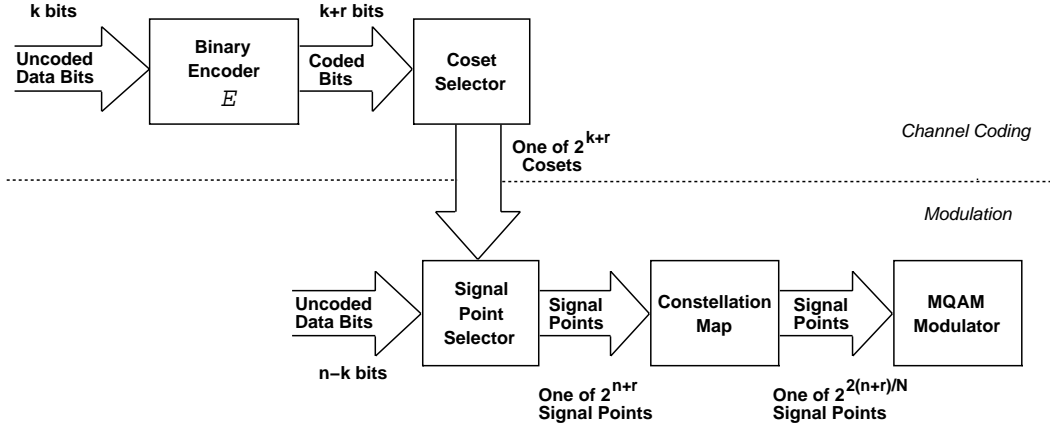 k bits
Uncoded
Data Bits
Binary
Encoder
E
k+r bits
Coded
Bits
Coset
Selector
One of 2^{k+r}
Cosets
Channel Coding
Modulation
Uncoded
Data Bits
n−k bits
Signal
Point
Selector
Signal
Points
One of 2^{n+r}
Signal Points
Constellation
Map
Signal
Points
One of 2^{2(n+r)/N}
Signal Points
MQAM
Modulator